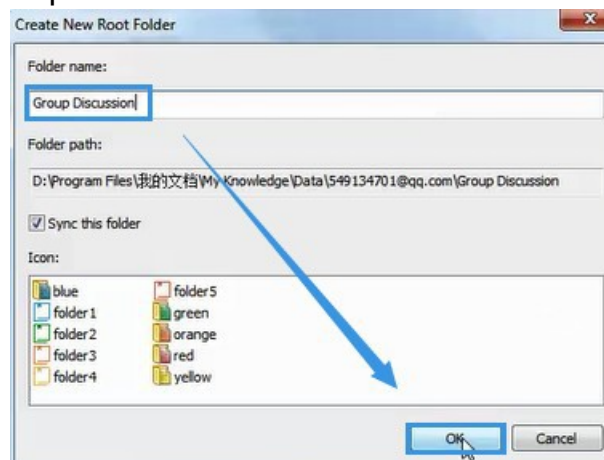 Create New Root Folder
Folder name:
Group Discussion
Folder path:
D:\Program Files\我的文档\My Knowledge\Data\549134701@qq.com\Group Discussion
Sync this folder
Icon:
blue
folder5
folder1
green
folder2
orange
folder3
red
folder4
yellow
OK
Cancel